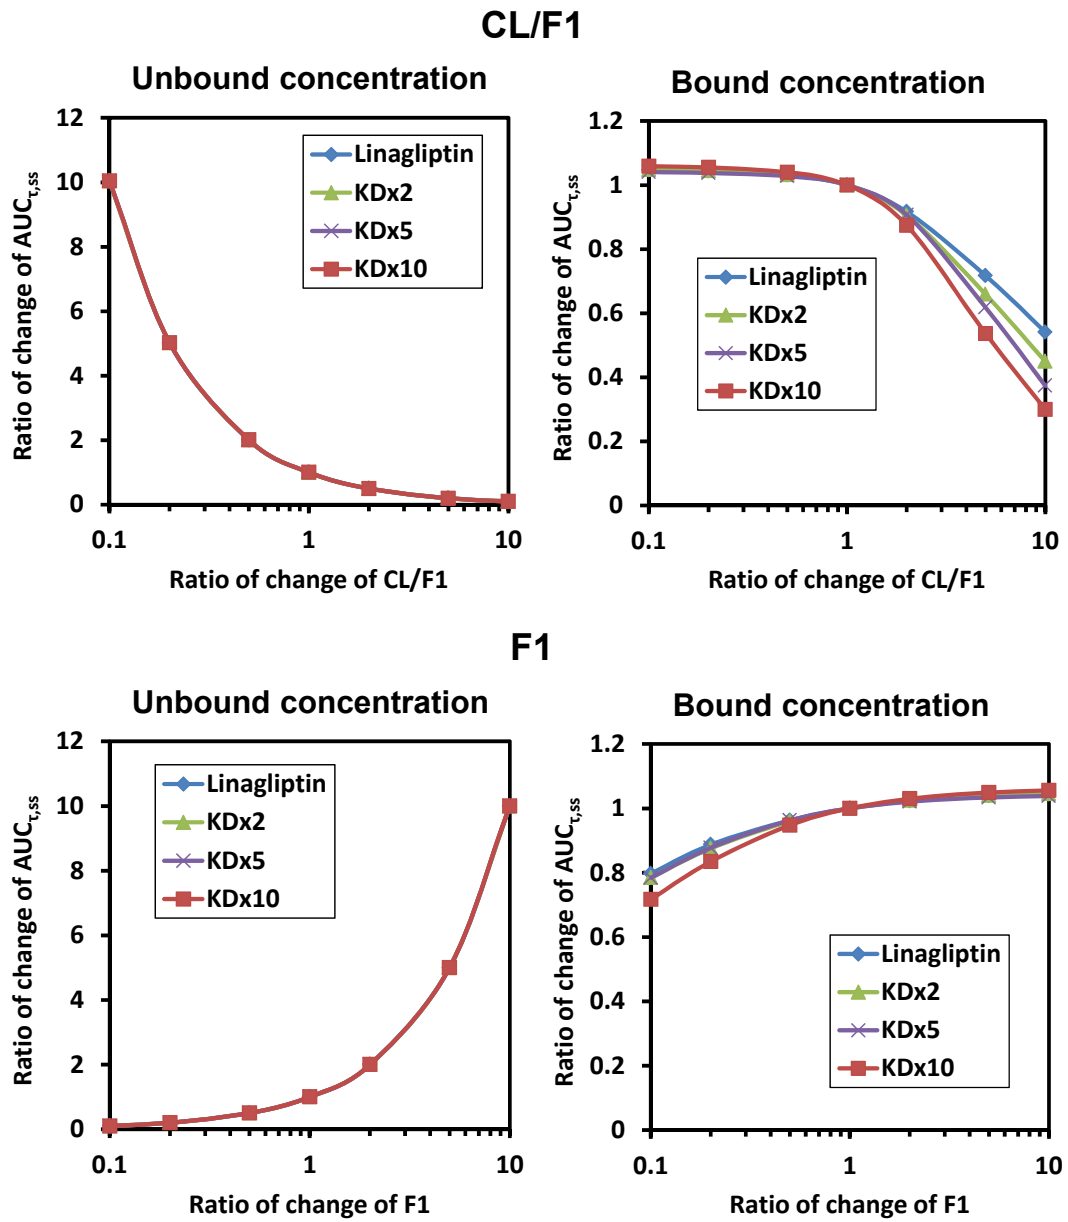 CL/F1
Unbound concentration
12
10
8
6
4
2
0
0.1
1
10
Ratio of change of AUCτ,ss
Ratio of change of CL/F1
Linagliptin
KDx2
KDx5
KDx10
Bound concentration
1.2
1
0.8
0.6
0.4
0.2
0
0.1
1
10
Ratio of change of AUCτ,ss
Ratio of change of CL/F1
Linagliptin
KDx2
KDx5
KDx10
F1
Unbound concentration
12
10
8
6
4
2
0
0.1
1
10
Ratio of change of AUCτ,ss
Ratio of change of F1
Linagliptin
KDx2
KDx5
KDx10
Bound concentration
1.2
1
0.8
0.6
0.4
0.2
0
0.1
1
10
Ratio of change of AUCτ,ss
Ratio of change of F1
Linagliptin
KDx2
KDx5
KDx10